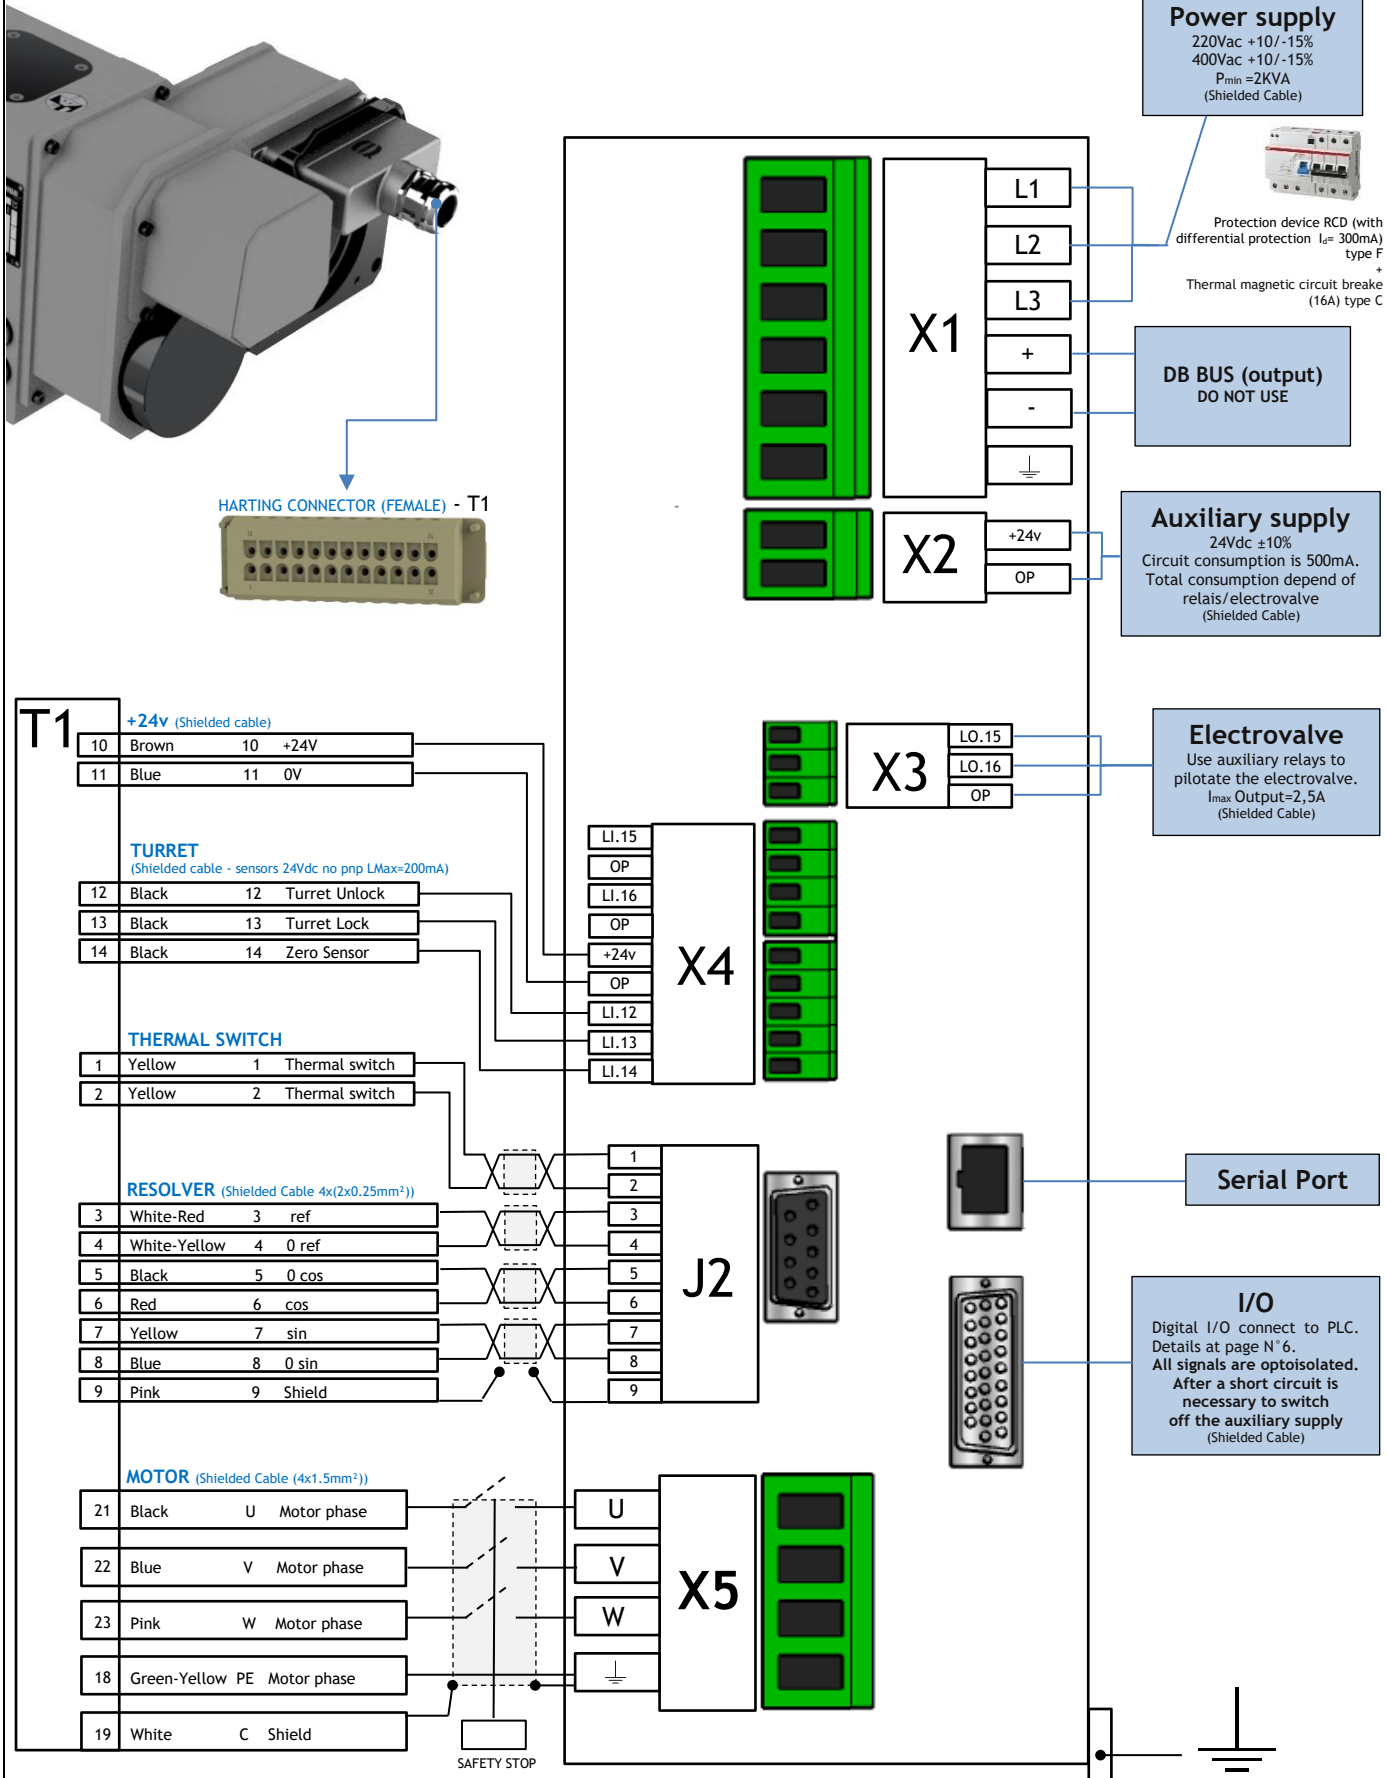 Power supply
220Vac +10/-15%
400Vac +10/-15%
Pmin =2KVA
(Shielded Cable)
Protection device RCD (with
differential protection Id= 300mA)
type F
+
Thermal magnetic circuit breake
(16A) type C
X1
L1
L2
L3
+
-
DB BUS (output)
DO NOT USE
HARTING CONNECTOR (FEMALE) - T1
X2
+24v
OP
Auxiliary supply
24Vdc ±10%
Circuit consumption is 500mA.
Total consumption depend of
relais/electrovalve
(Shielded Cable)
X3
LO.15
LO.16
OP
Electrovalve
Use auxiliary relays to
pilotate the electrovalve.
Imax Output=2,5A
(Shielded Cable)
T1
+24v (Shielded cable)
10 Brown 10 +24V
11 Blue 11 0V
TURRET
(Shielded cable - sensors 24Vdc no pnp LMax=200mA)
12 Black 12 Turret Unlock
13 Black 13 Turret Lock
14 Black 14 Zero Sensor
X4
LI.15
OP
LI.16
OP
+24v
OP
LI.12
LI.13
LI.14
THERMAL SWITCH
1 Yellow 1 Thermal switch
2 Yellow 2 Thermal switch
RESOLVER (Shielded Cable 4x(2x0.25mm²))
3 White-Red 3 ref
4 White-Yellow 4 0 ref
5 Black 5 0 cos
6 Red 6 cos
7 Yellow 7 sin
8 Blue 8 0 sin
9 Pink 9 Shield
J2
1
2
3
4
5
6
7
8
9
Serial Port
I/O
Digital I/O connect to PLC.
Details at page N°6.
All signals are optoisolated.
After a short circuit is
necessary to switch
off the auxiliary supply
(Shielded Cable)
MOTOR (Shielded Cable (4x1.5mm²))
21 Black U Motor phase
22 Blue V Motor phase
23 Pink W Motor phase
18 Green-Yellow PE Motor phase
19 White C Shield
SAFETY STOP
X5
U
V
W